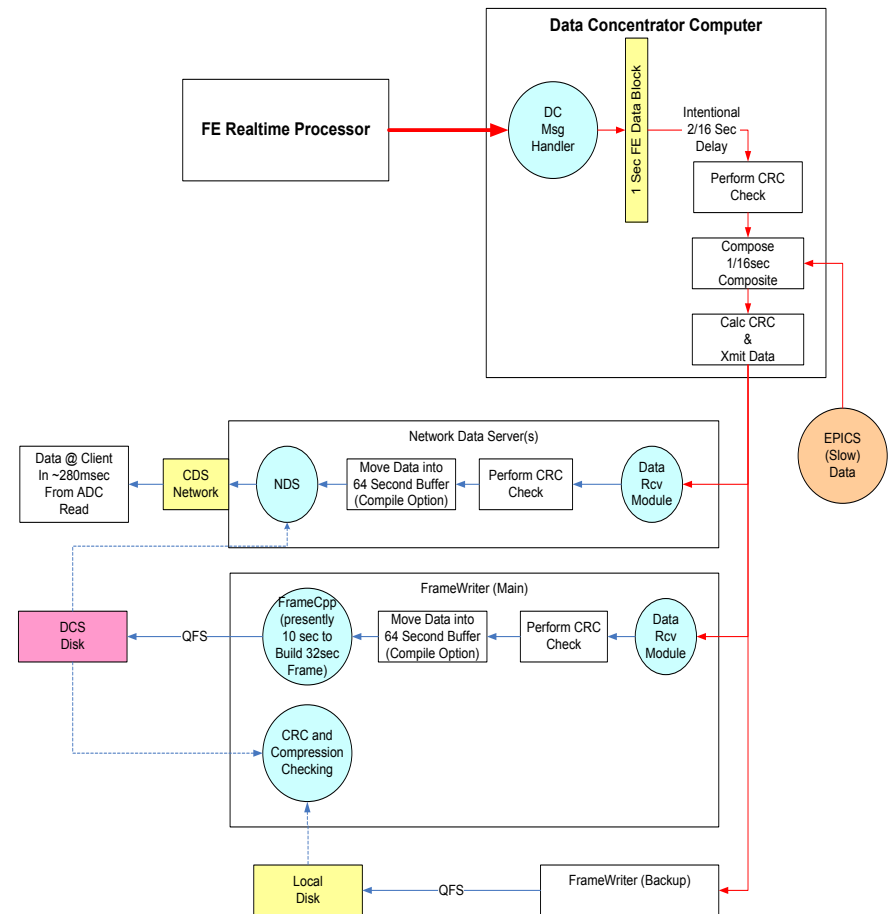 Data Concentrator Computer
FE Realtime Processor
DC
Msg
Handler
1 Sec FE Data Block
Intentional
2/16 Sec
Delay
Perform CRC
Check
Compose
1/16sec
Composite
Calc CRC
&
Xmit Data
EPICS
(Slow)
Data
Network Data Server(s)
Data @ Client
In ~280msec
From ADC
Read
CDS
Network
NDS
Move Data into
64 Second Buffer
(Compile Option)
Perform CRC
Check
Data
Rcv
Module
FrameWriter (Main)
DCS
Disk
QFS
FrameCpp
(presently
10 sec to
Build 32sec
Frame)
Move Data into
64 Second Buffer
(Compile Option)
Perform CRC
Check
Data
Rcv
Module
CRC and
Compression
Checking
Local
Disk
QFS
FrameWriter (Backup)